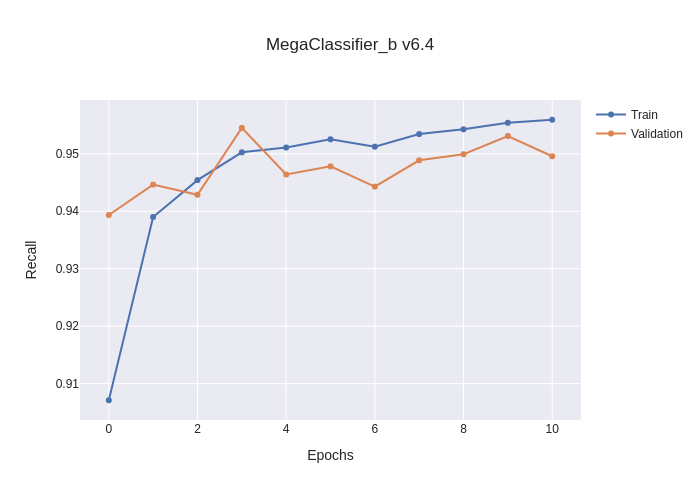 MegaClassifier_b v6.4
Train
Validation
0.95
0.94
0.93
0.92
0.91
Recall
0 2 4 6 8 10
Epochs